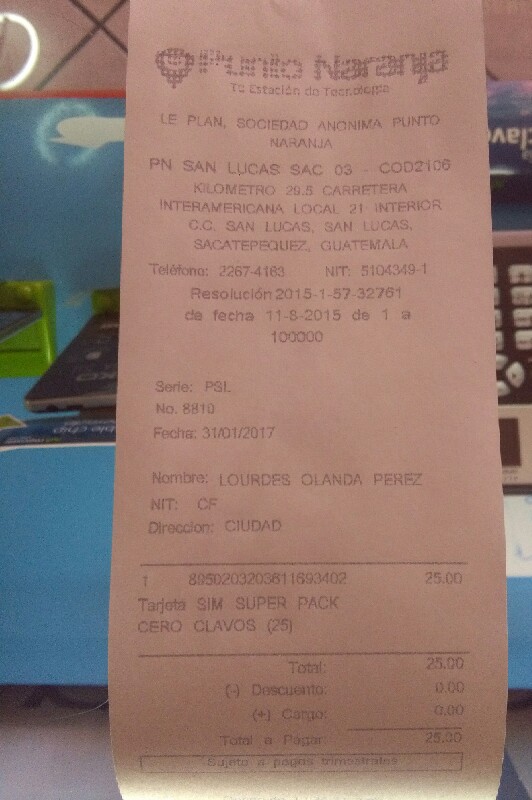 Punto Naranja
Tu Estación de Tecnología
LE PLAN, SOCIEDAD ANONIMA PUNTO
NARANJA
PN SAN LUCAS SAC 03 - COD2106
KILOMETRO 29.5 CARRETERA
INTERAMERICANA LOCAL 21 INTERIOR
C.C. SAN LUCAS, SAN LUCAS,
SACATEPEQUEZ, GUATEMALA
Teléfono: 2267-4163 NIT: 5104349-1
Resolución 2015-1-57-32761
de fecha 11-8-2015 de 1 a
100000
Serie: PSL
No. 8810
Fecha: 31/01/2017
Nombre: LOURDES OLANDA PEREZ
NIT: CF
Direccion: CIUDAD
1 8950203203611693402 25.00
Tarjeta SIM SUPER PACK
CERO CLAVOS (25)
Total: 25.00
(-) Descuento: 0.00
(+) Cargo: 0.00
Total a Pagar: 25.00
Sujeto a pagos trimestrales